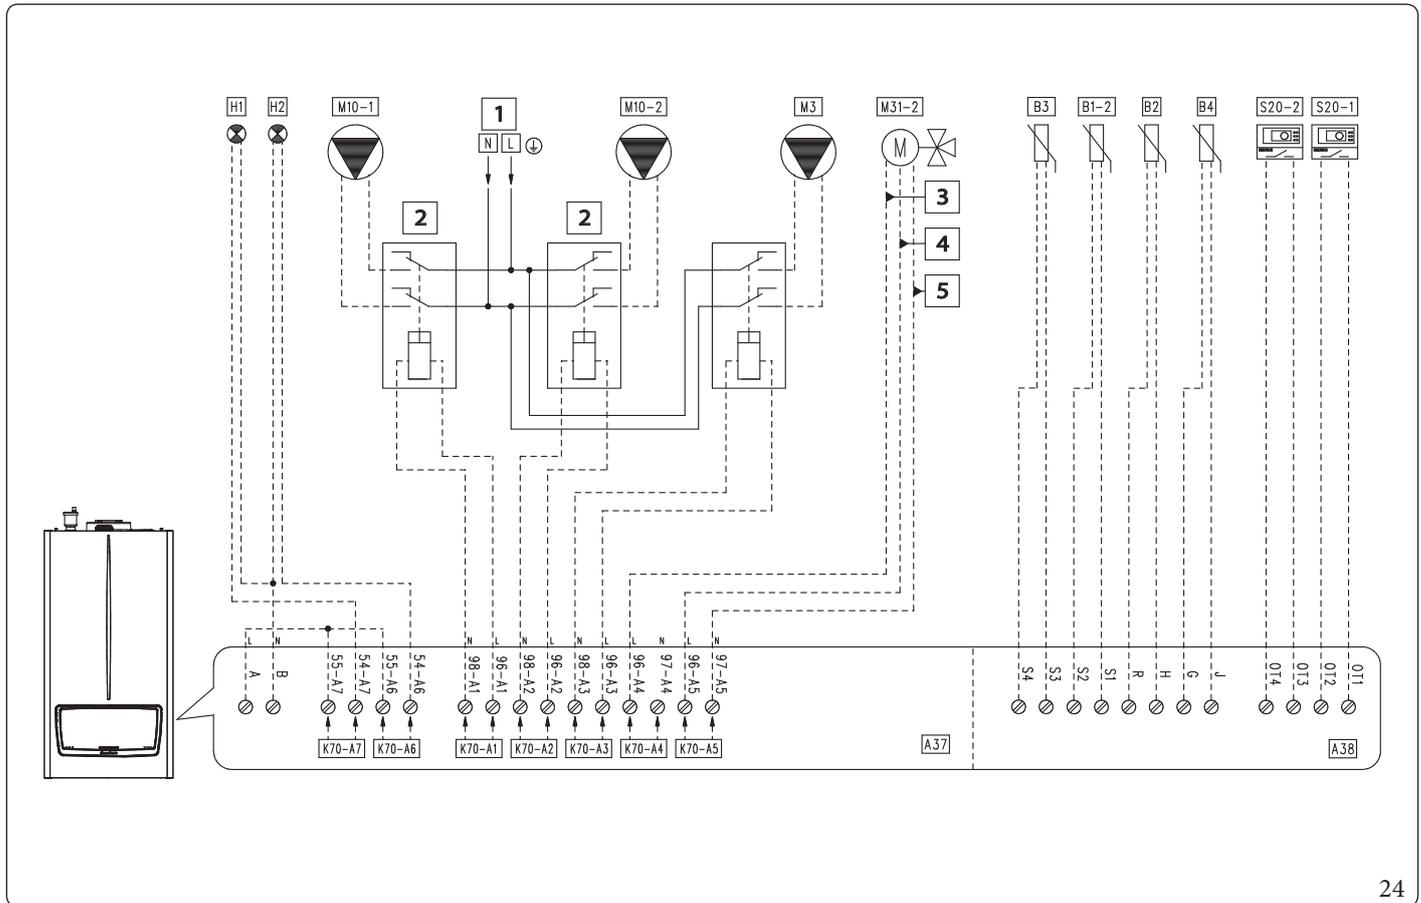 H1 H2 M10-1 1 M10-2 M3 M31-2 B3 B1-2 B2 B4 S20-2 S20-1
N L
M
3
2 2
4
5
L N N L N L N L L N L N
A B 55-A7 54-A7 55-A6 54-A6 98-A1 96-A1 98-A2 96-A2 98-A3 96-A3 96-A4 97-A4 96-A5 97-A5 S4 S3 S2 S1 R H G J OT4 OT3 OT2 OT1
K70-A7 K70-A6 K70-A1 K70-A2 K70-A3 K70-A4 K70-A5 A37 A38
24